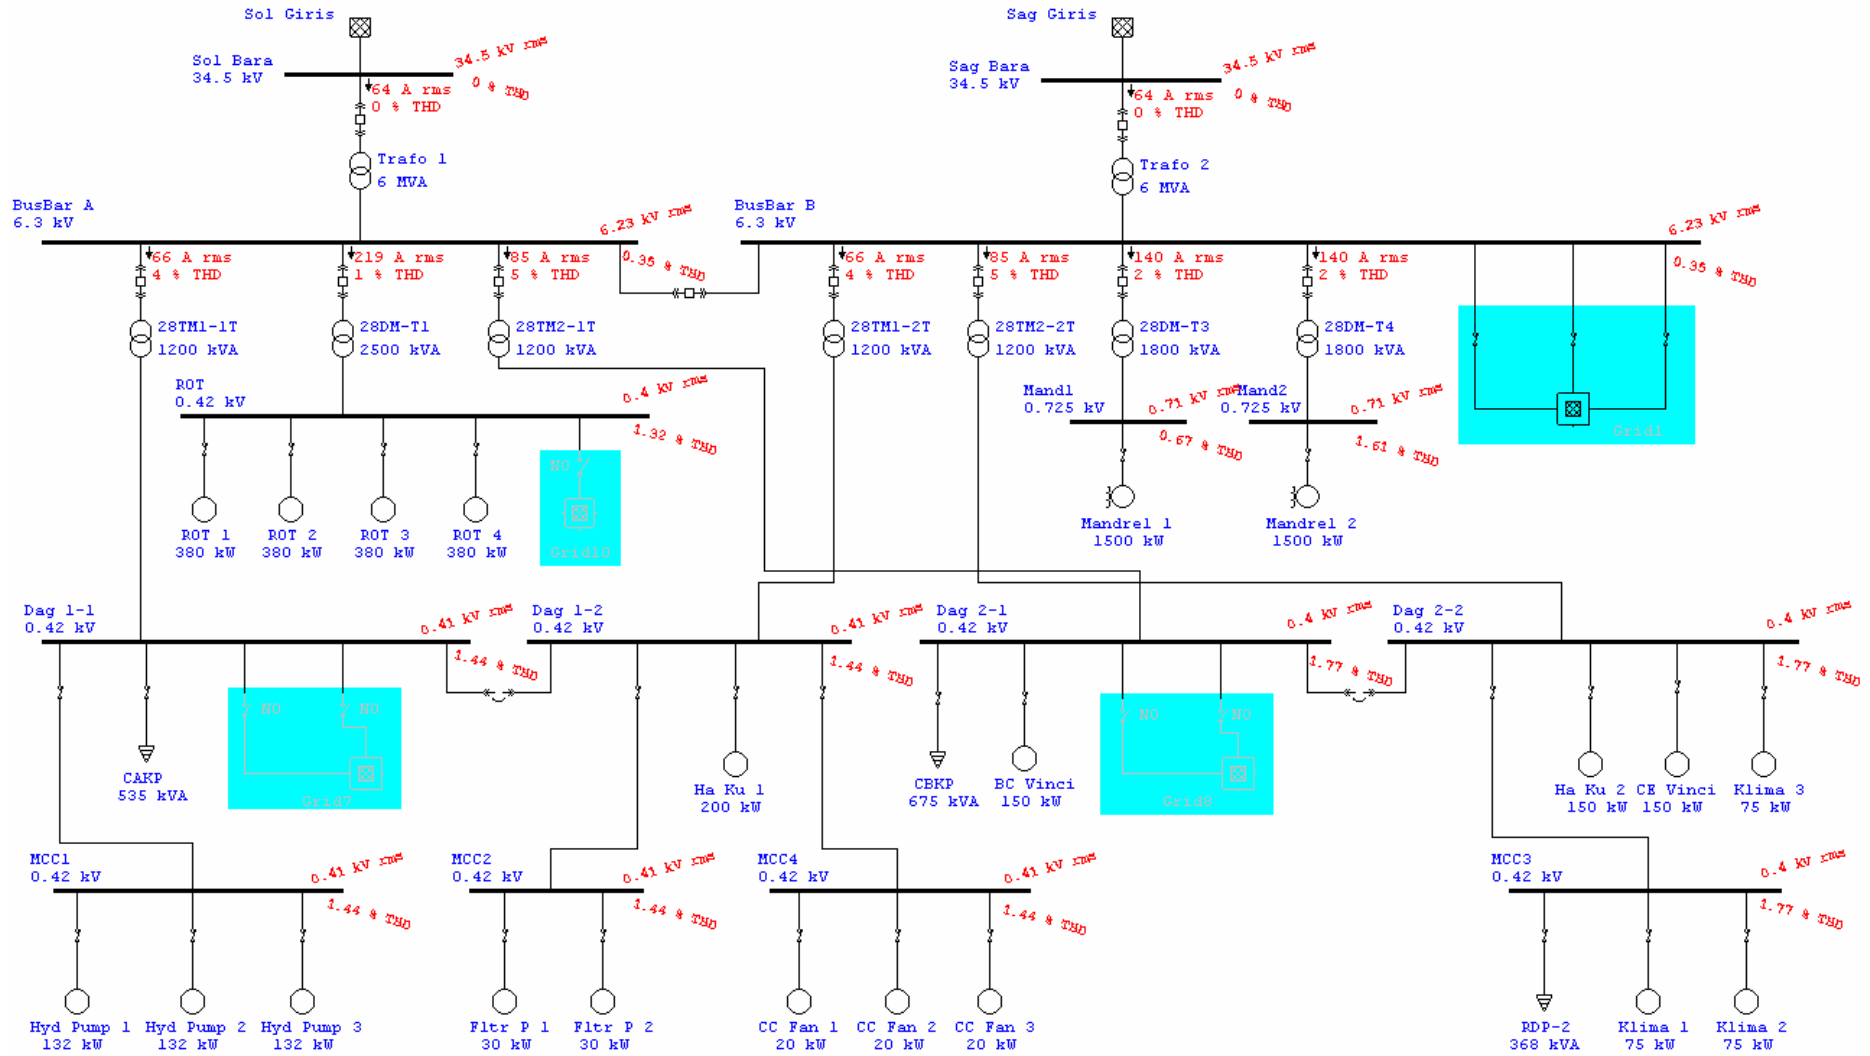 Sol Giris
Sag Giris
Sol Bara
34.5 kV
34.5 kV rms
0 % THD
64 A rms
0 % THD
Sag Bara
34.5 kV
34.5 kV rms
0 % THD
64 A rms
0 % THD
Trafo 1
6 MVA
Trafo 2
6 MVA
BusBar A
6.3 kV
6.23 kV rms
0.35 % THD
BusBar B
6.3 kV
6.23 kV rms
0.35 % THD
66 A rms
4 % THD
219 A rms
1 % THD
85 A rms
5 % THD
66 A rms
4 % THD
85 A rms
5 % THD
140 A rms
2 % THD
140 A rms
2 % THD
28TM1-1T
1200 kVA
28DM-T1
2500 kVA
28TM2-1T
1200 kVA
28TM1-2T
1200 kVA
28TM2-2T
1200 kVA
28DM-T3
1800 kVA
28DM-T4
1800 kVA
ROT
0.42 kV
0.4 kV rms
1.32 % THD
Mand1
0.725 kV
0.71 kV rms
0.67 % THD
Mand2
0.725 kV
0.71 kV rms
1.61 % THD
Grid1
NO
Grid10
ROT 1
380 kW
ROT 2
380 kW
ROT 3
380 kW
ROT 4
380 kW
Mandrel 1
1500 kW
Mandrel 2
1500 kW
Dag 1-1
0.42 kV
0.41 kV rms
1.44 % THD
Dag 1-2
0.42 kV
0.41 kV rms
1.44 % THD
Dag 2-1
0.42 kV
0.4 kV rms
1.77 % THD
Dag 2-2
0.42 kV
0.4 kV rms
1.77 % THD
NO
NO
Grid7
NO
NO
Grid8
CAKP
535 kVA
Ha Ku 1
200 kW
CBKP
675 kVA
BC Vinci
150 kW
Ha Ku 2
150 kW
CE Vinci
150 kW
Klima 3
75 kW
MCC1
0.42 kV
0.41 kV rms
1.44 % THD
MCC2
0.42 kV
0.41 kV rms
1.44 % THD
MCC4
0.42 kV
0.41 kV rms
1.44 % THD
MCC3
0.42 kV
0.4 kV rms
1.77 % THD
Hyd Pump 1
132 kW
Hyd Pump 2
132 kW
Hyd Pump 3
132 kW
Fltr P 1
30 kW
Fltr P 2
30 kW
CC Fan 1
20 kW
CC Fan 2
20 kW
CC Fan 3
20 kW
RDP-2
368 kVA
Klima 1
75 kW
Klima 2
75 kW